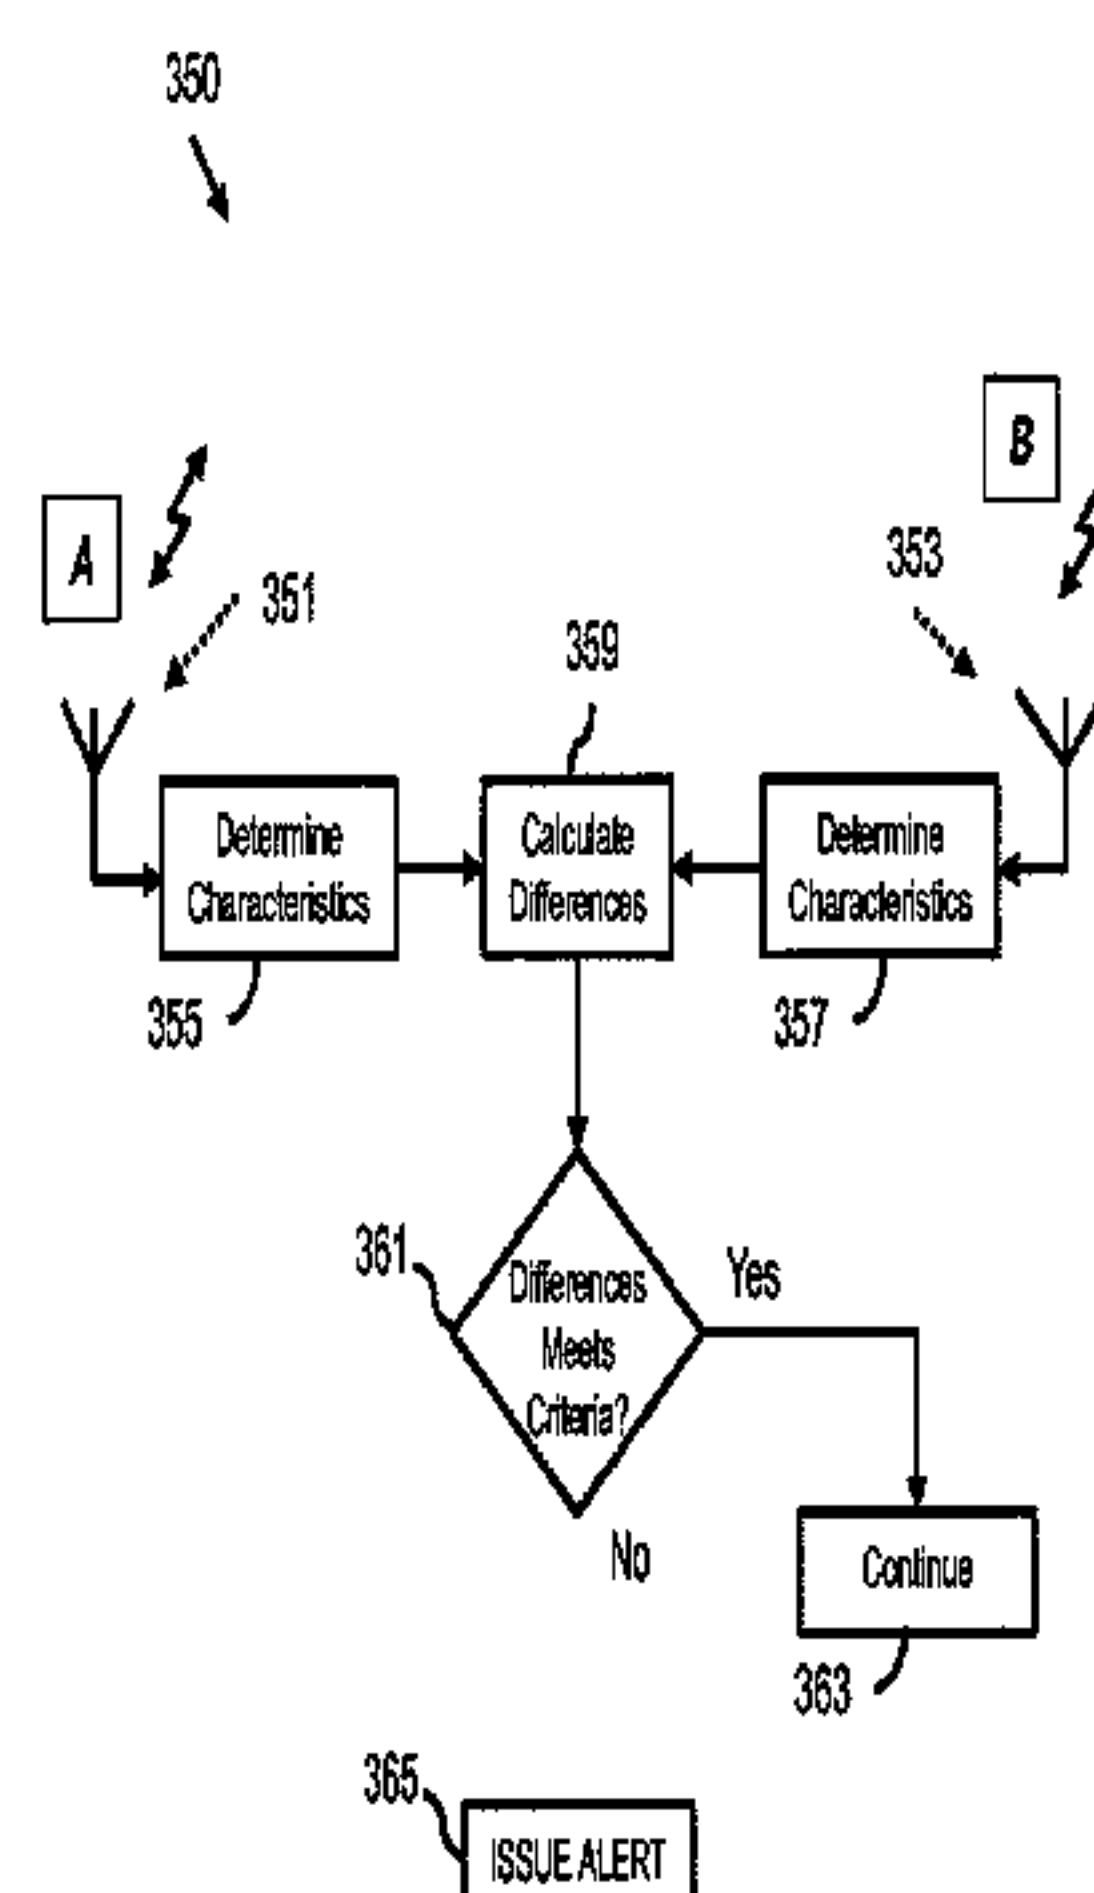 350
B
A
353
351
359
Determine
Characteristics
Calculate
Differences
Determine
Characteristics
355
357
361
Differences
Meets
Criteria?
Yes
No
Continue
363
365
ISSUE ALERT